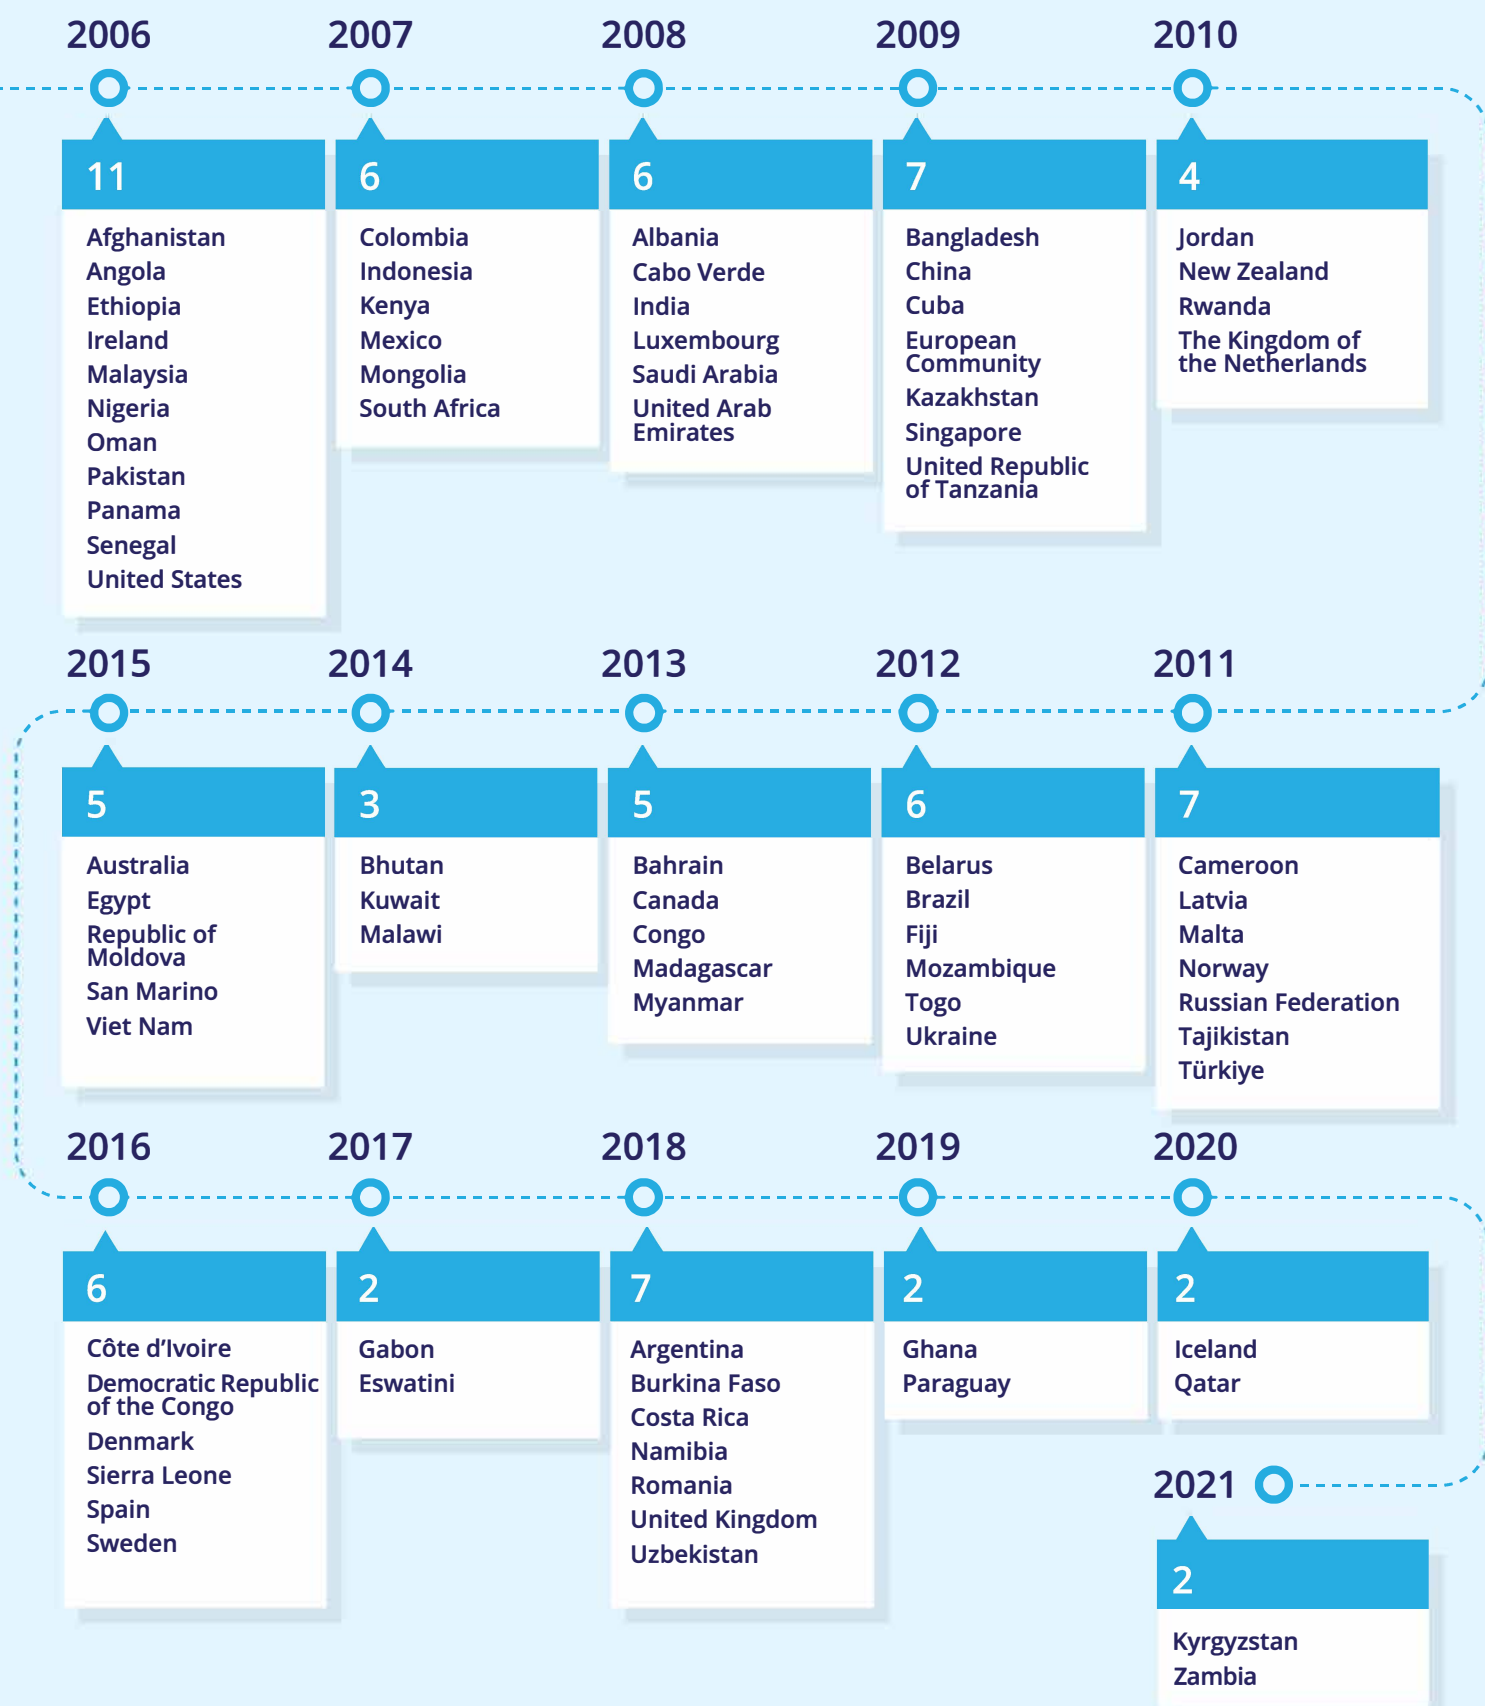 2006
11
Afghanistan
Angola
Ethiopia
Ireland
Malaysia
Nigeria
Oman
Pakistan
Panama
Senegal
United States
2007
6
Colombia
Indonesia
Kenya
Mexico
Mongolia
South Africa
2008
6
Albania
Cabo Verde
India
Luxembourg
Saudi Arabia
United Arab
Emirates
2009
7
Bangladesh
China
Cuba
European
Community
Kazakhstan
Singapore
United Republic
of Tanzania
2010
4
Jordan
New Zealand
Rwanda
The Kingdom of
the Netherlands
2011
7
Cameroon
Latvia
Malta
Norway
Russian Federation
Tajikistan
Türkiye
2012
6
Belarus
Brazil
Fiji
Mozambique
Togo
Ukraine
2013
5
Bahrain
Canada
Congo
Madagascar
Myanmar
2014
3
Bhutan
Kuwait
Malawi
2015
5
Australia
Egypt
Republic of
Moldova
San Marino
Viet Nam
2016
6
Côte d’Ivoire
Democratic Republic
of the Congo
Denmark
Sierra Leone
Spain
Sweden
2017
2
Gabon
Eswatini
2018
7
Argentina
Burkina Faso
Costa Rica
Namibia
Romania
United Kingdom
Uzbekistan
2019
2
Ghana
Paraguay
2020
2
Iceland
Qatar
2021
2
Kyrgyzstan
Zambia